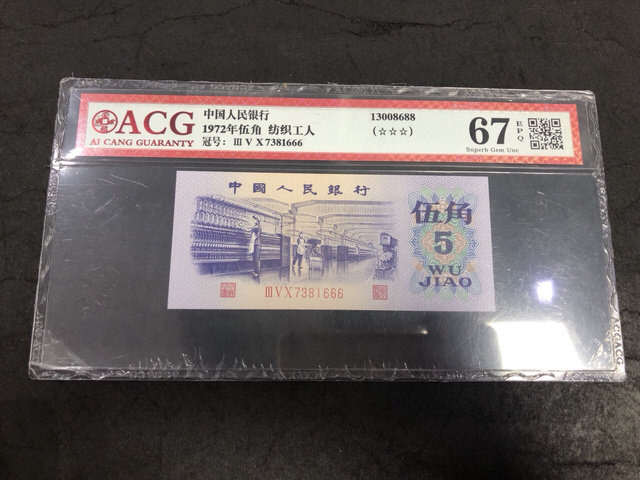 ACG
AI CANG GUARANTY
中国人民银行
1972年伍角 纺织工人
冠号: ⅢⅤⅩ7381666
13008688
(☆☆☆)
67
EPQ
Superb Gem Unc
中國人民銀行
伍角
5
WU
JIAO
ⅢⅤⅩ7381666